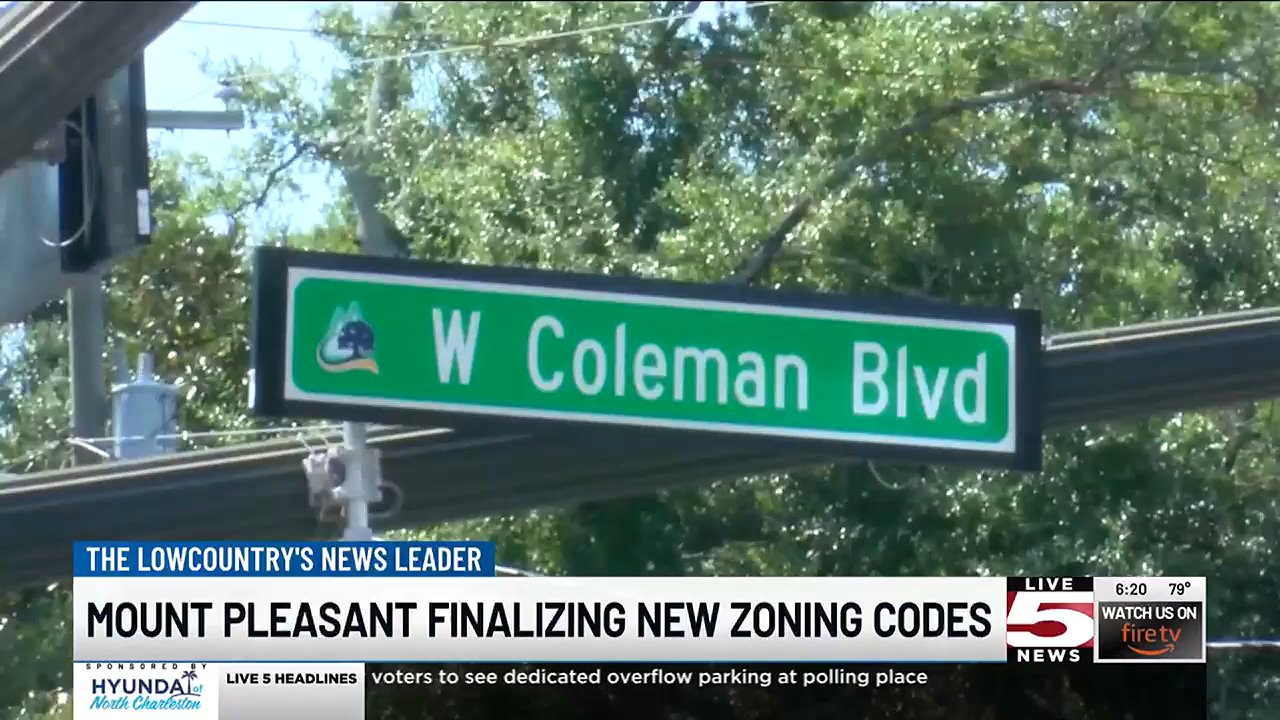 W Coleman Blvd
THE LOWCOUNTRY'S NEWS LEADER
MOUNT PLEASANT FINALIZING NEW ZONING CODES
LIVE
5
NEWS
6:20 79°
WATCH US ON
firetv
SPONSORED BY
HYUNDAI of
North Charleston
LIVE 5 HEADLINES
voters to see dedicated overflow parking at polling place